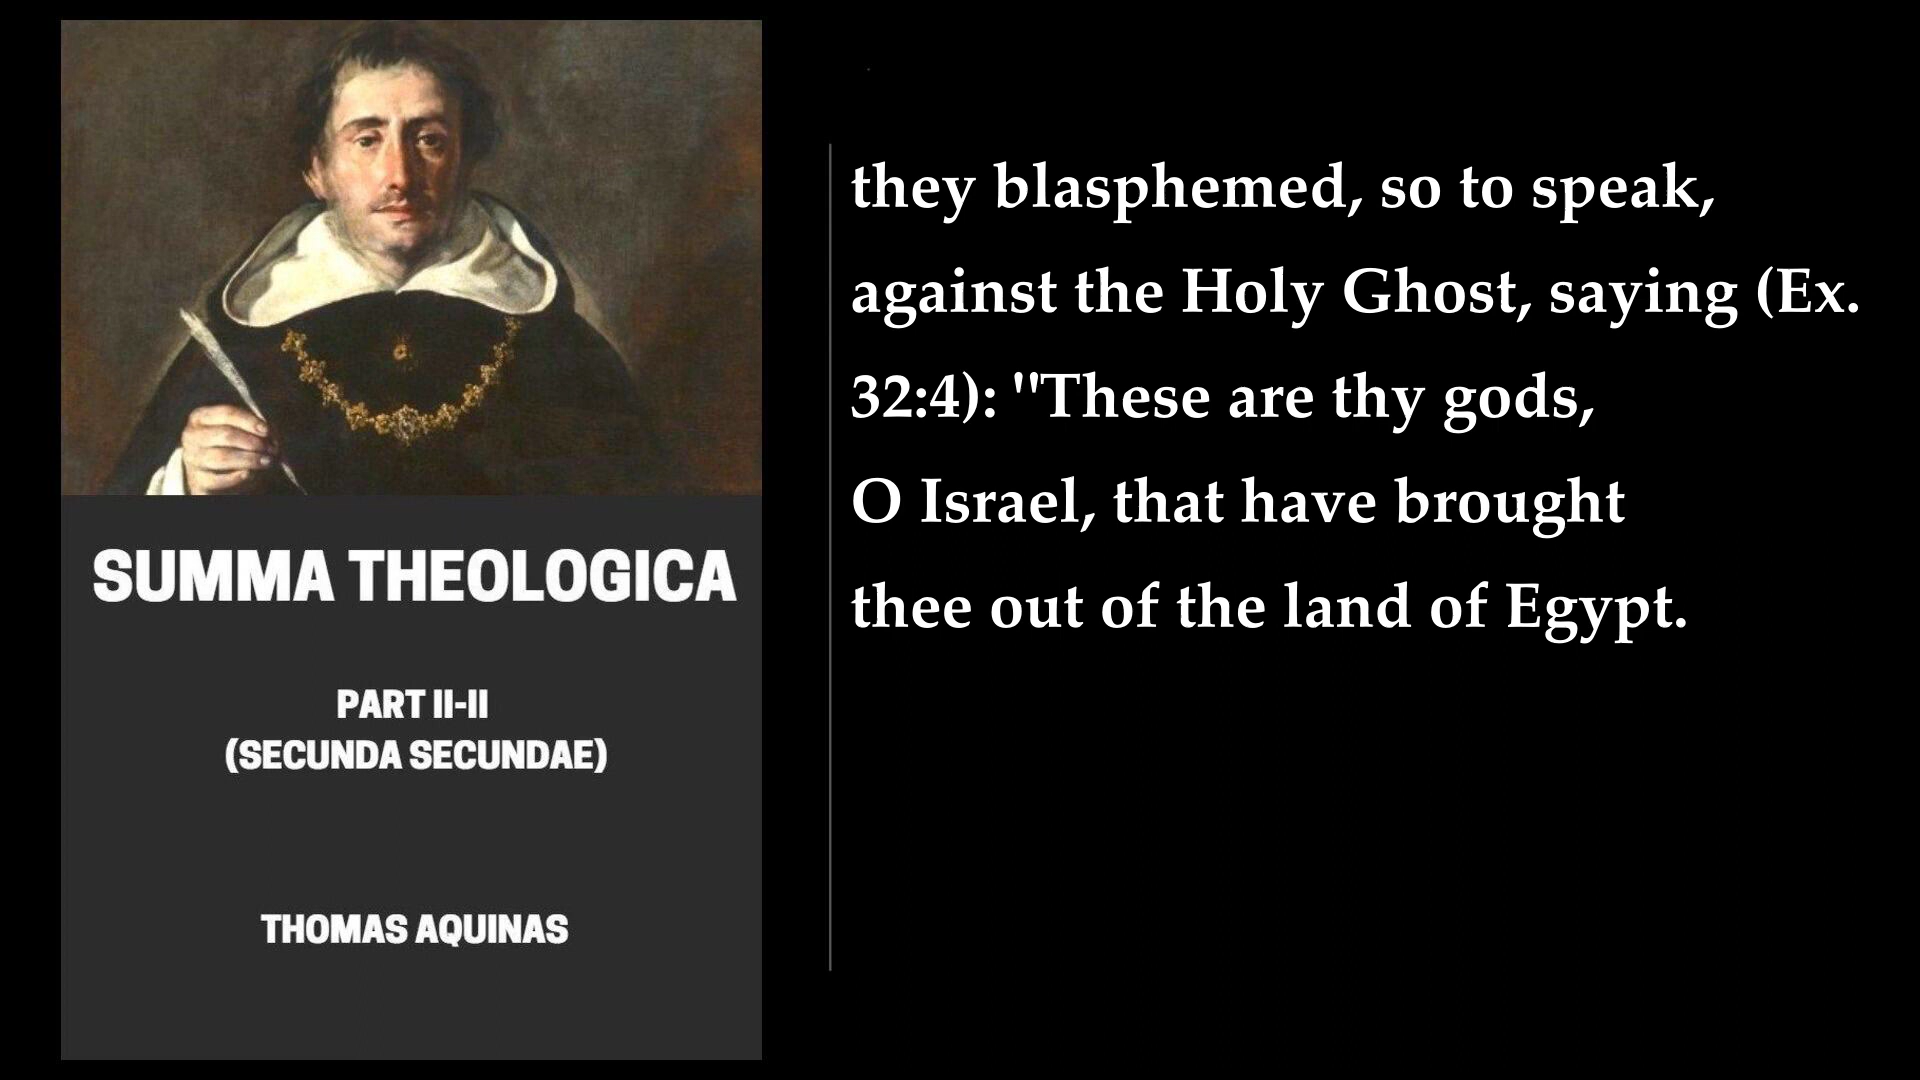 SUMMA THEOLOGICA
PART II-II
(SECUNDA SECUNDAE)
THOMAS AQUINAS
they blasphemed, so to speak,
against the Holy Ghost, saying (Ex.
32:4): "These are thy gods,
O Israel, that have brought
thee out of the land of Egypt.